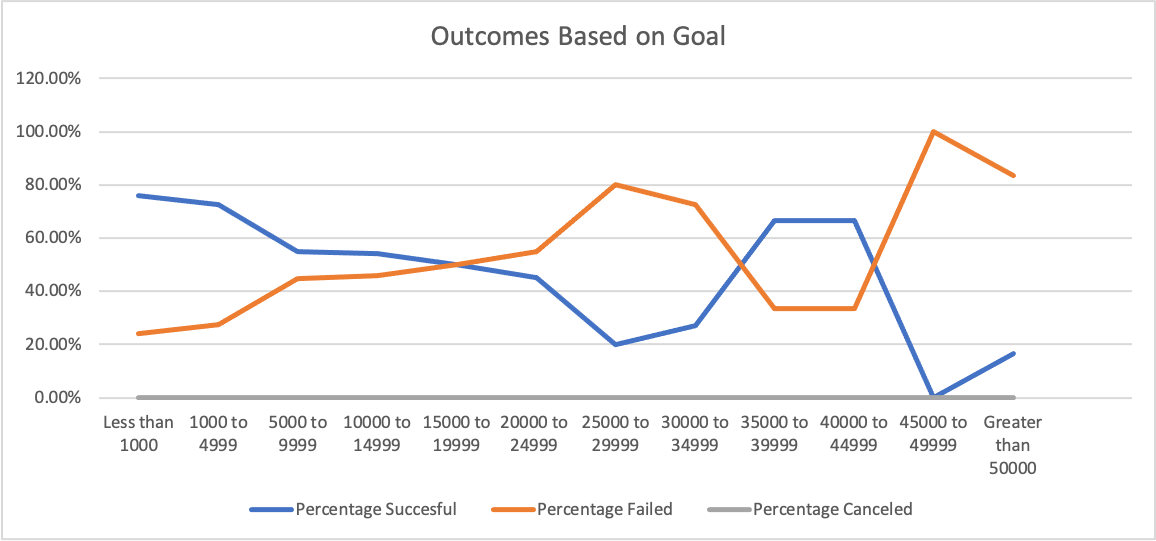 Outcomes Based on Goal
120.00%
100.00%
80.00%
60.00%
40.00%
20.00%
0.00%
Less than
1000
1000 to
4999
5000 to
9999
10000 to
14999
15000 to
19999
20000 to
24999
25000 to
29999
30000 to
34999
35000 to
39999
40000 to
44999
45000 to
49999
Greater
than
50000
Percentage Succesful
Percentage Failed
Percentage Canceled